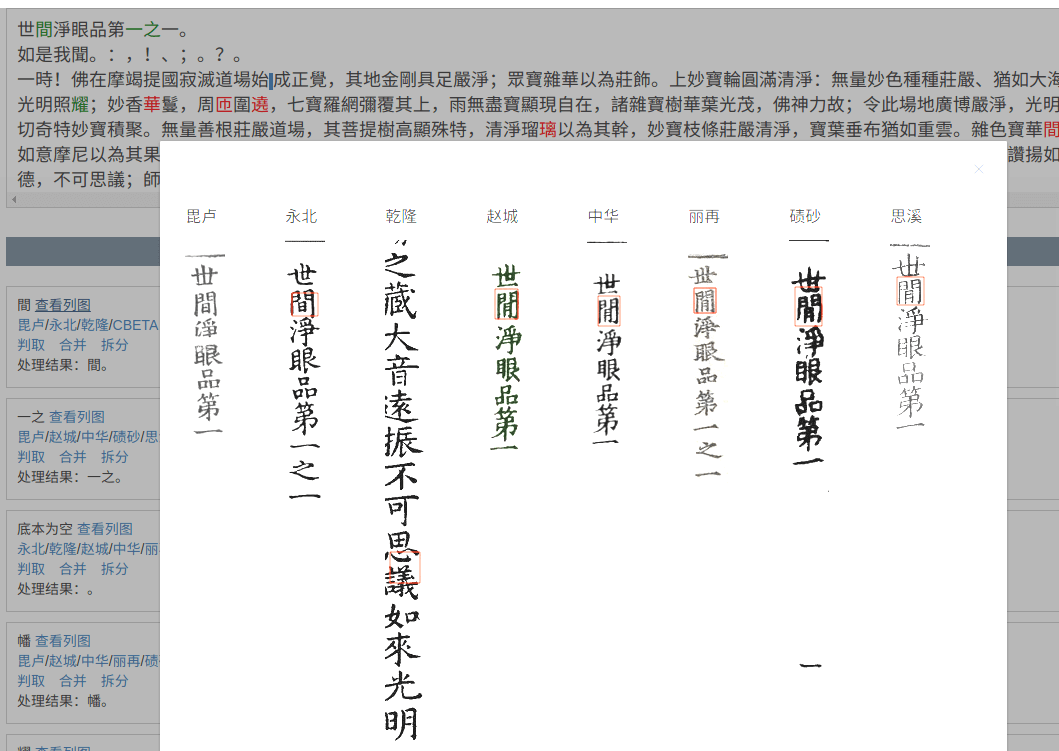 世間淨眼品第一之一。
如是我聞。：，！、；。？。
一時！佛在摩竭提國寂滅道場始成正覺，其地金剛具足嚴淨；眾寶雜華以為莊飾。上妙寶輪圓滿清淨：無量妙色種種莊嚴、猶如大海
光明照耀；妙香華鬘，周匝圍遶，七寶羅網彌覆其上，雨無盡寶顯現自在，諸雜寶樹華葉光茂，佛神力故；令此場地廣博嚴淨，光明
切奇特妙寶積聚。無量善根莊嚴道場，其菩提樹高顯殊特，清淨瑠璃以為其幹，妙寶枝條莊嚴清淨，寶葉垂布猶如重雲。雜色寶華間
如意摩尼以為其果 讚揚如
德，不可思議；師
間 查看列图
毘卢/永北/乾隆/CBETA
判取 合并 拆分
处理结果：間。
一之 查看列图
毘卢/赵城/中华/碛砂/思
判取 合并 拆分
处理结果：一之。
底本为空 查看列图
永北/乾隆/赵城/中华/丽
判取 合并 拆分
处理结果：。
幡 查看列图
毘卢/赵城/中华/丽再/碛
判取 合并 拆分
处理结果：幡。
耀 查看列图
毘卢 永北 乾隆 赵城 中华 丽再 碛砂 思溪
世間淨眼品第一
世間淨眼品第一之一
之藏大音遠振不可思議如來光明
世閒淨眼品第一
世閒淨眼品第一
世閒淨眼品第一之一
世閒淨眼品第一
一
世閒淨眼品第一